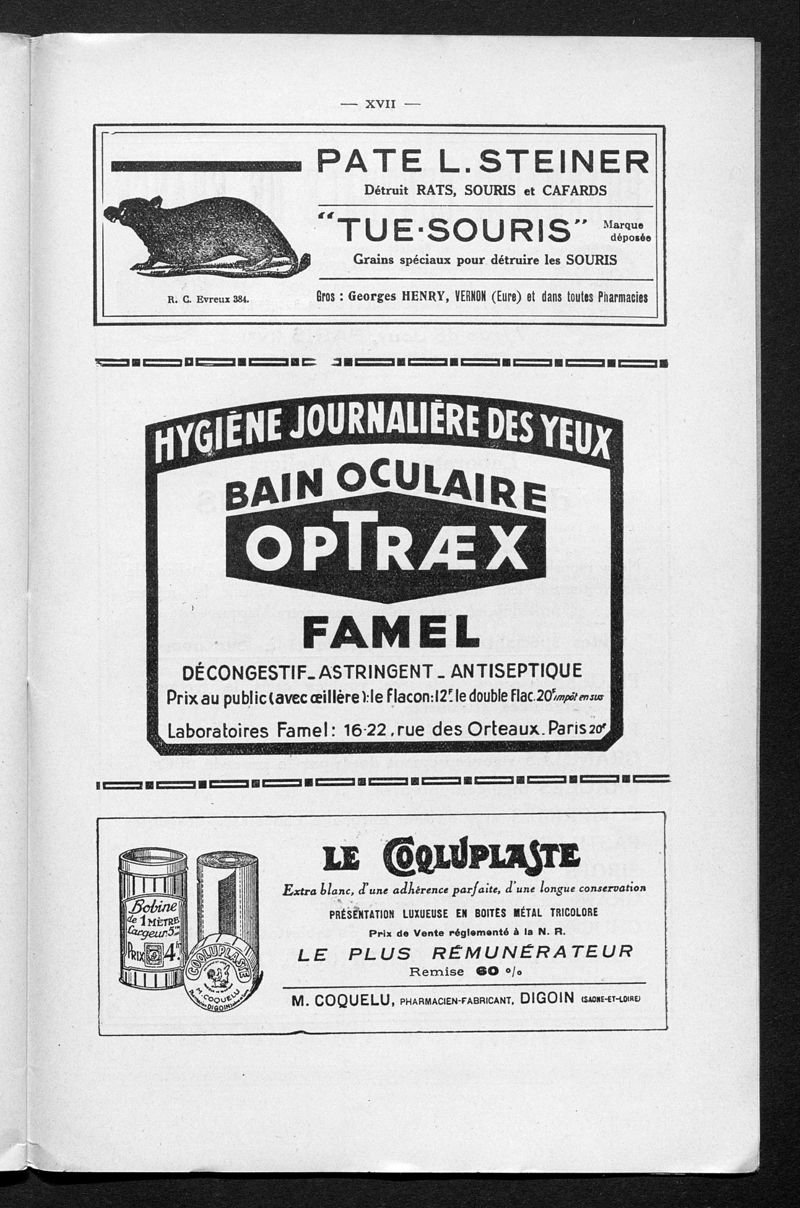 — XVII —
PATE L. STEINER
Détruit RATS, SOURIS et CAFARDS
"TUE-SOURIS" Marque déposée
Grains spéciaux pour détruire les SOURIS
R. C. Evreux 384.
Gros : Georges HENRY, VERNON (Eure) et dans toutes Pharmacies
HYGIÈNE JOURNALIÈRE DES YEUX
BAIN OCULAIRE
OPTRÆX
FAMEL
DÉCONGESTIF_ASTRINGENT_ANTISEPTIQUE
Prix au public (avec œillère): le flacon: 12F. le double flac. 20F. impôt en sus
Laboratoires Famel: 16-22, rue des Orteaux. Paris 20e
LE COQLUPLASTE
Extra blanc, d'une adhérence parfaite, d'une longue conservation
PRÉSENTATION LUXUEUSE EN BOITES MÉTAL TRICOLORE
Prix de Vente réglementé à la N. R.
LE PLUS RÉMUNÉRATEUR
Remise 60 %
M. COQUELU, PHARMACIEN-FABRICANT, DIGOIN (SAONE-ET-LOIRE)
Bobine
de 1 MÈTRE
Largeur: 5 cm
PRIX 4 fr
COQLUPLASTE
M. COQUELU
DIGOIN